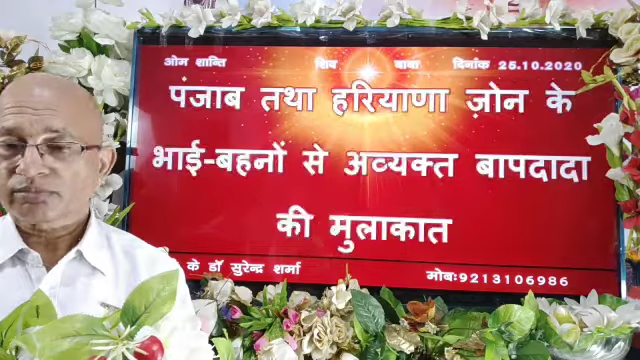 ओम शान्ति शिव बाबा दिनांक 25.10.2020
पंजाब तथा हरियाणा ज़ोन के
भाई-बहनों से अव्यक्त बापदादा
की मुलाकात
के डॉ सुरेन्द्र शर्मा मोबः9213106986